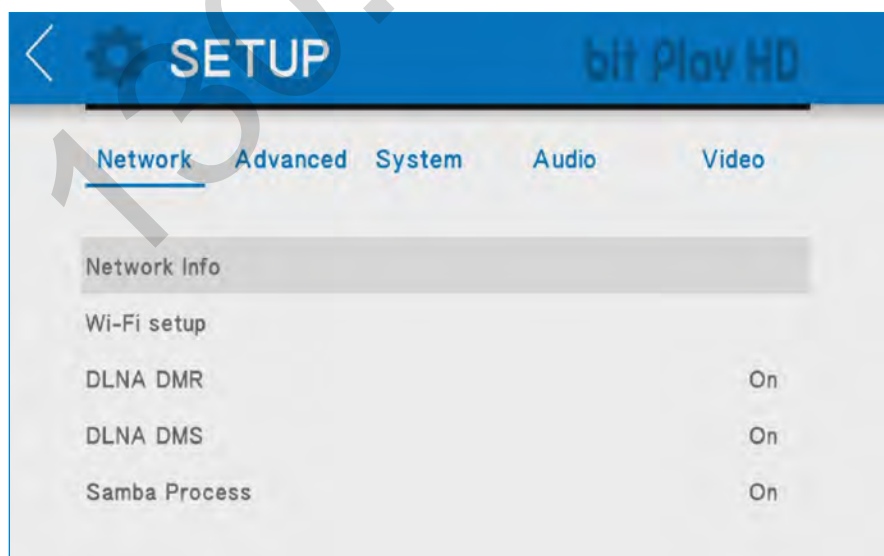 SETUP bit Play HD
Network Advanced System Audio Video
Network Info
Wi-Fi setup
DLNA DMR On
DLNA DMS On
Samba Process On
130.